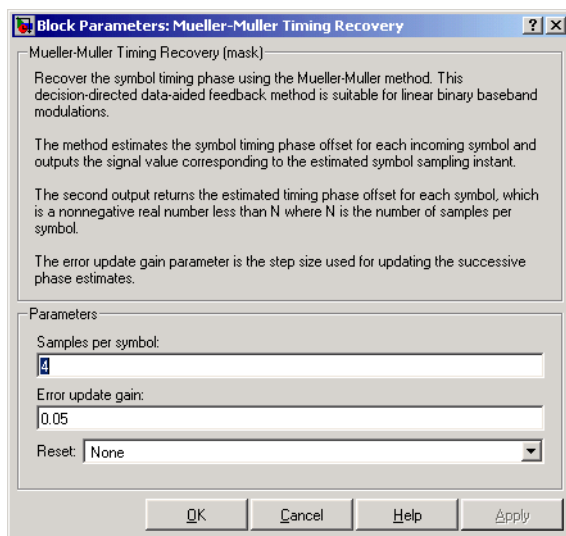 Block Parameters: Mueller-Muller Timing Recovery
Mueller-Muller Timing Recovery (mask)
Recover the symbol timing phase using the Mueller-Muller method. This
decision-directed data-aided feedback method is suitable for linear binary baseband
modulations.
The method estimates the symbol timing phase offset for each incoming symbol and
outputs the signal value corresponding to the estimated symbol sampling instant.
The second output returns the estimated timing phase offset for each symbol, which
is a nonnegative real number less than N where N is the number of samples per
symbol.
The error update gain parameter is the step size used for updating the successive
phase estimates.
Parameters
Samples per symbol:
4
Error update gain:
0.05
Reset: None
OK Cancel Help Apply